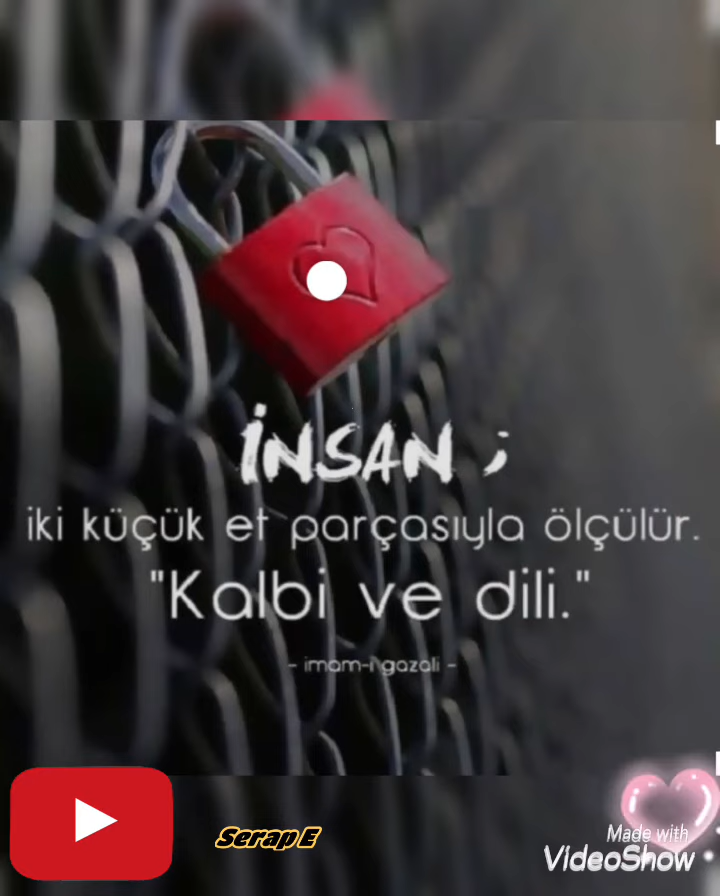 İNSAN ;
iki küçük et parçasıyla ölçülür.
"Kalbi ve dili."
- imam-ı gazali -
Serap E
Made with
VideoShow